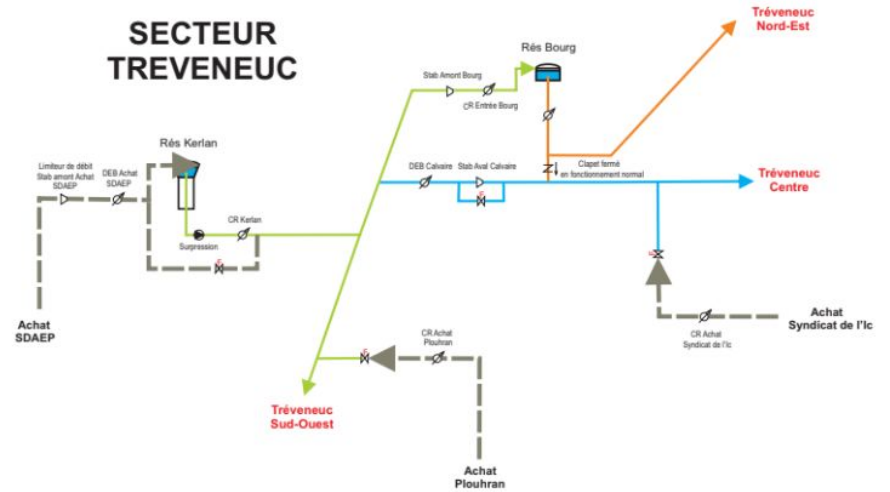 SECTEUR
TREVENEUC
Tréveneuc
Nord-Est
Rés Bourg
Stab Amont Bourg
CR Entrée Bourg
Rés Kerlan
Limiteur de débit
Stab amont Achat
SDAEP
DEB Achat
SDAEP
DEB Calvaire
Stab Aval Calvaire
Clapet fermé
en fonctionnement normal
Tréveneuc
Centre
CR Kerlan
Surpression
Achat
SDAEP
CR Achat
Plouhran
CR Achat
Syndicat de l'Ic
Achat
Syndicat de l'Ic
Tréveneuc
Sud-Ouest
Achat
Plouhran